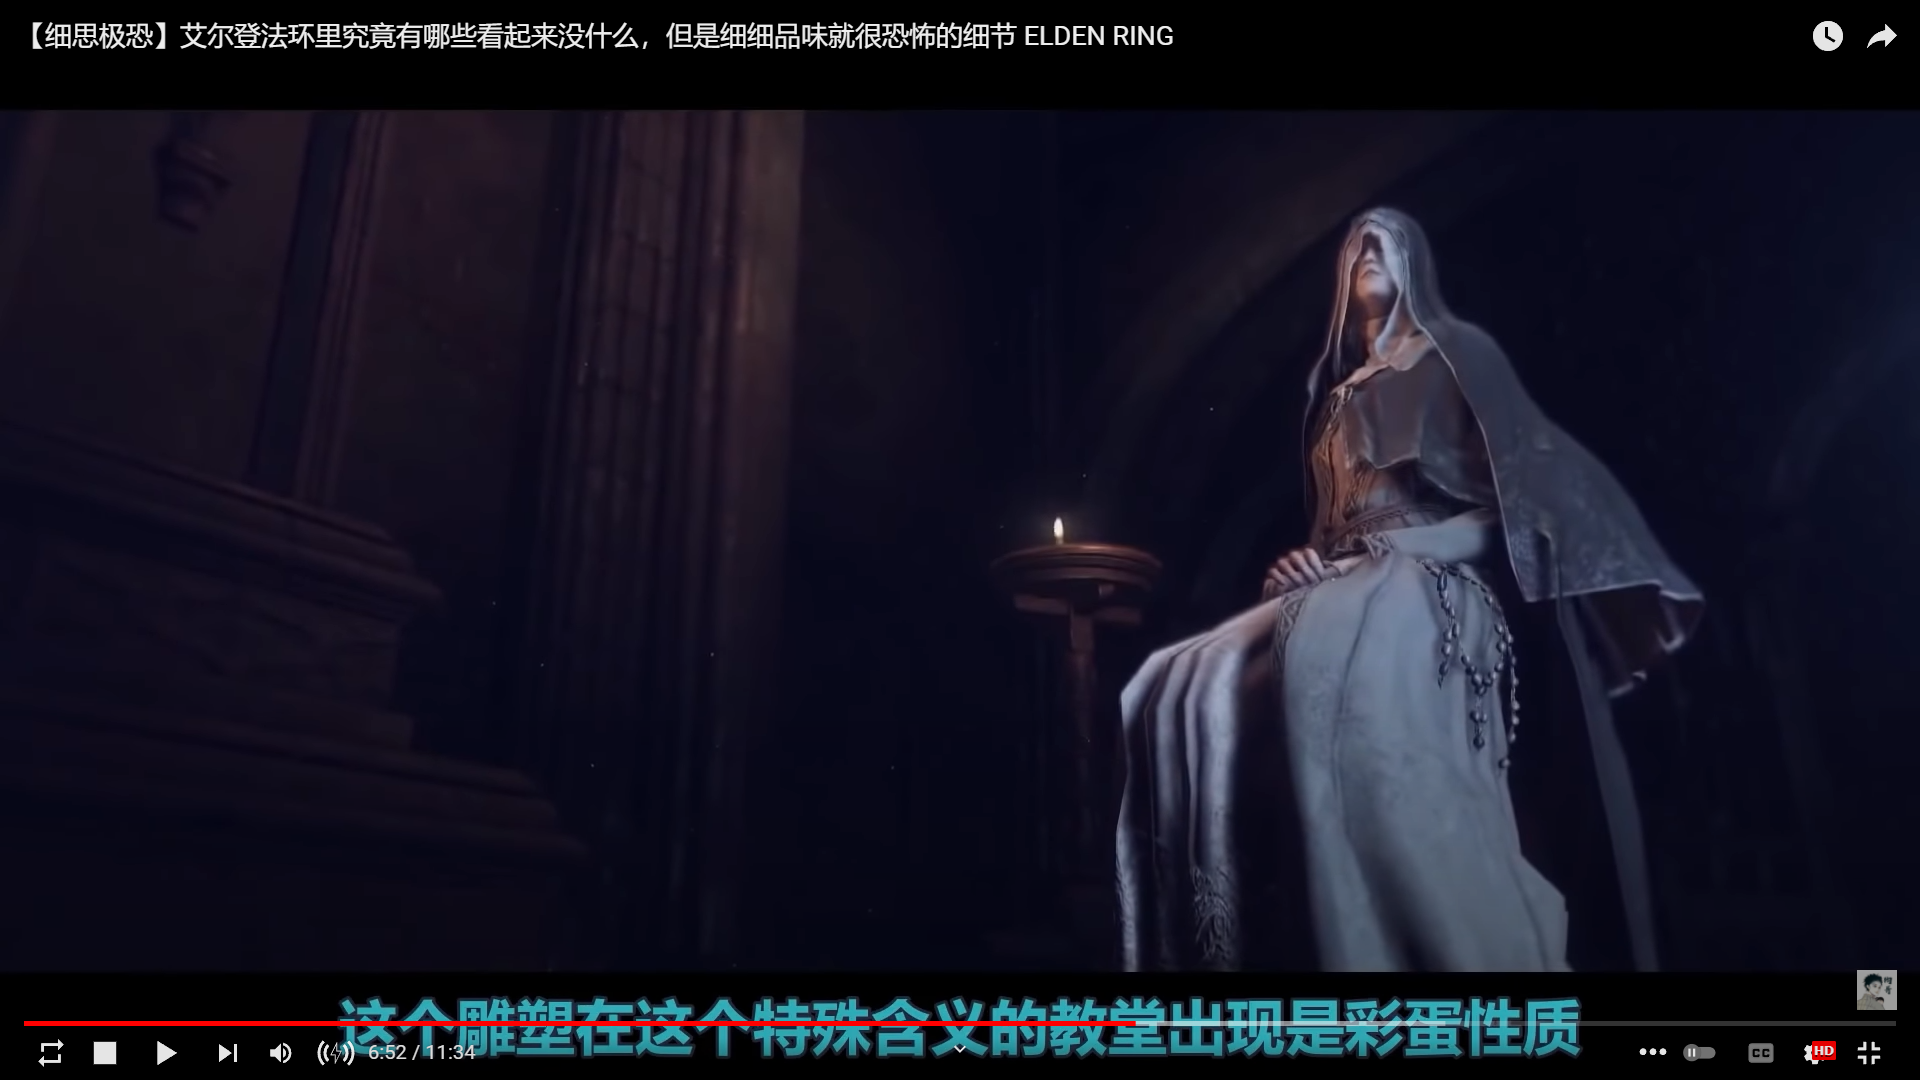 【细思极恐】艾尔登法环里究竟有哪些看起来没什么，但是细细品味就很恐怖的细节 ELDEN RING
这个雕塑在这个特殊含义的教堂出现是彩蛋性质
6:52 / 11:34
CC
HD